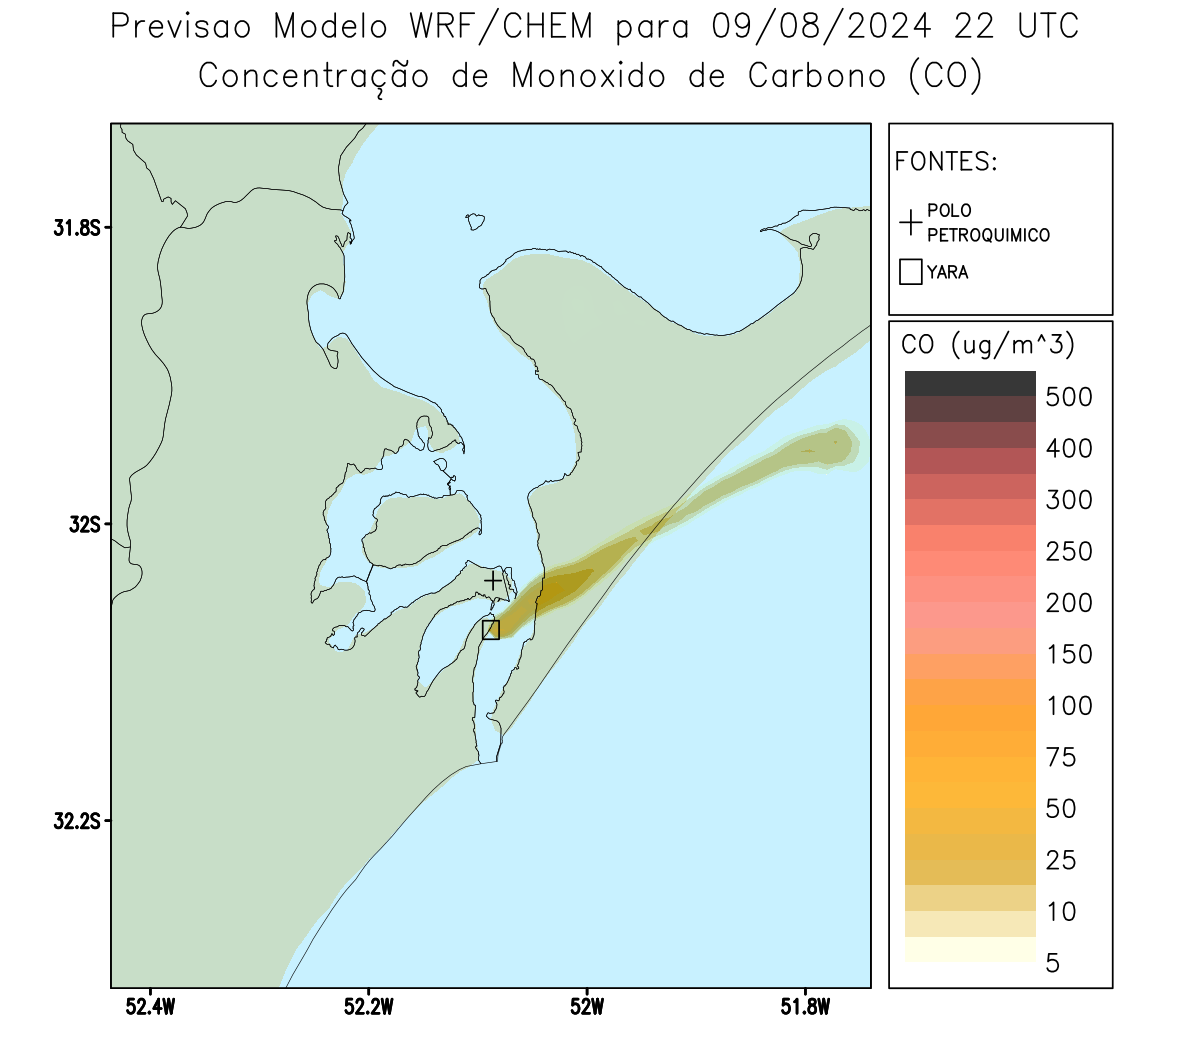 Previsao Modelo WRF/CHEM para 09/08/2024 22 UTC
Concentração de Monoxido de Carbono (CO)
FONTES:
POLO
PETROQUIMICO
YARA
CO (ug/m^3)
500
400
300
250
200
150
100
75
50
25
10
5
31.8S
32S
32.2S
52.4W
52.2W
52W
51.8W